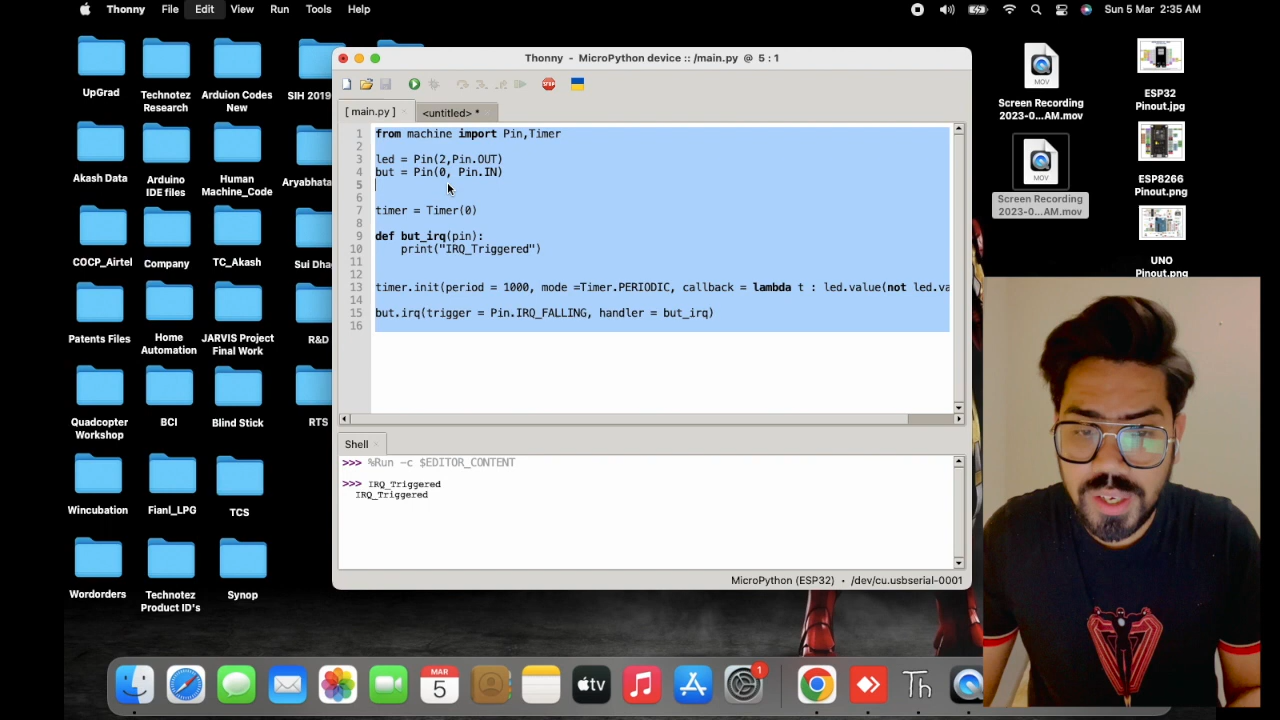 Thonny File Edit View Run Tools Help
Sun 5 Mar 2:35 AM
UpGrad
Technotez
Research
Arduion Codes
New
SIH 2019
Akash Data
Arduino
IDE files
Human
Machine_Code
Aryabhata
COCP_Airtel
Company
TC_Akash
Sui Dha
Patents Files
Home
Automation
JARVIS Project
Final Work
R&D
Quadcopter
Workshop
BCI
Blind Stick
RTS
Wincubation
Fianl_LPG
TCS
Wordorders
Technotez
Product ID's
Synop
Thonny - MicroPython device :: /main.py @ 5 : 1
STOP
[ main.py ]
<untitled> *
1 from machine import Pin,Timer
2
3 led = Pin(2,Pin.OUT)
4 but = Pin(0, Pin.IN)
5
6
7 timer = Timer(0)
8
9 def but_irq(pin):
10 print("IRQ_Triggered")
11
12
13 timer.init(period = 1000, mode =Timer.PERIODIC, callback = lambda t : led.value(not led.va
14
15 but.irq(trigger = Pin.IRQ_FALLING, handler = but_irq)
16
Shell
>>> %Run -c $EDITOR_CONTENT
>>> IRQ_Triggered
IRQ_Triggered
MicroPython (ESP32) • /dev/cu.usbserial-0001
MOV
Screen Recording
2023-0...AM.mov
MOV
Screen Recording
2023-0...AM.mov
ESP32
Pinout.jpg
ESP8266
Pinout.png
UNO
Pinout.png
MAR
5
tv
1
Th